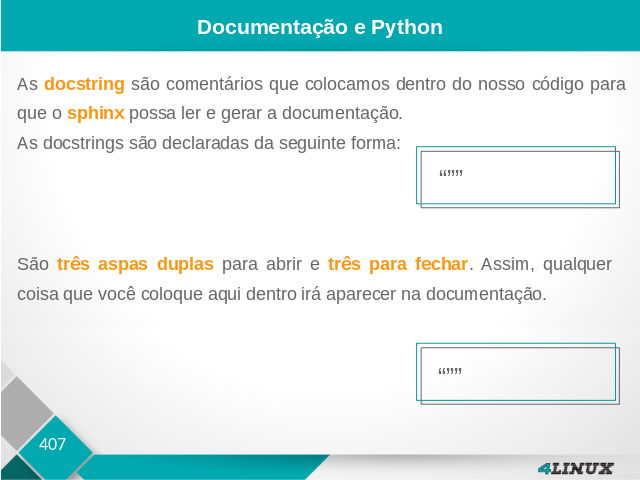 Documentação e Python
As docstring são comentários que colocamos dentro do nosso código para
que o sphinx possa ler e gerar a documentação.
As docstrings são declaradas da seguinte forma:
“””
São três aspas duplas para abrir e três para fechar. Assim, qualquer
coisa que você coloque aqui dentro irá aparecer na documentação.
“””
407
4LINUX